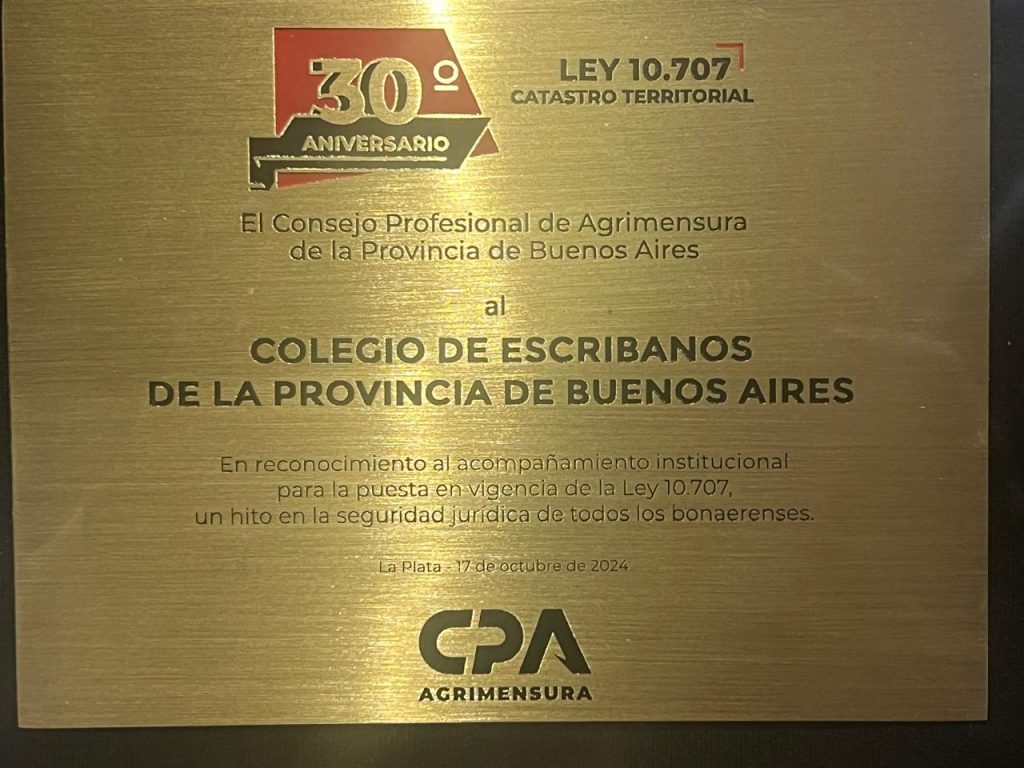 30º
ANIVERSARIO
LEY 10.707
CATASTRO TERRITORIAL
El Consejo Profesional de Agrimensura
de la Provincia de Buenos Aires
al
COLEGIO DE ESCRIBANOS
DE LA PROVINCIA DE BUENOS AIRES
En reconocimiento al acompañamiento institucional
para la puesta en vigencia de la Ley 10.707,
un hito en la seguridad jurídica de todos los bonaerenses.
La Plata - 17 de octubre de 2024
CPA
AGRIMENSURA